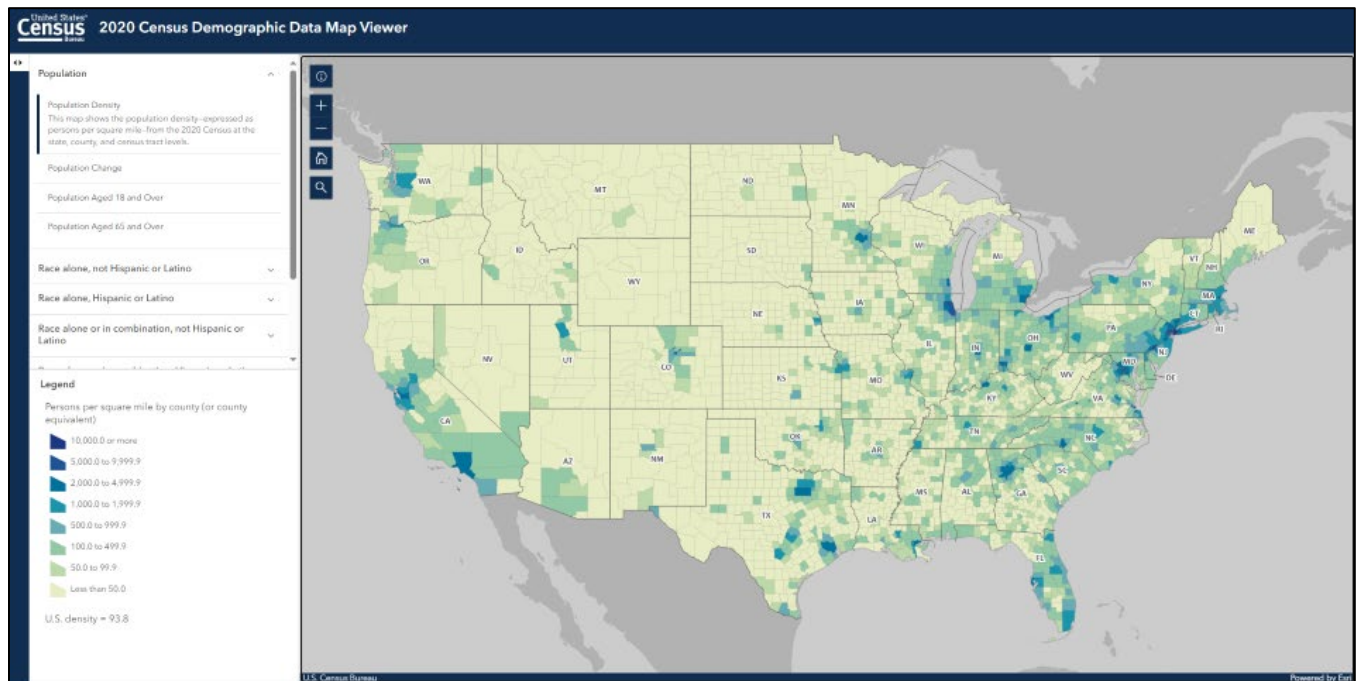 United States®
Census
Bureau
2020 Census Demographic Data Map Viewer
Population
Population Density
This map shows the population density--expressed as
persons per square mile--from the 2020 Census at the
state, county, and census tract levels.
Population Change
Population Aged 18 and Over
Population Aged 65 and Over
Race alone, not Hispanic or Latino
Race alone, Hispanic or Latino
Race alone or in combination, not Hispanic or
Latino
Legend
Persons per square mile by county (or county
equivalent)
10,000.0 or more
5,000.0 to 9,999.9
2,000.0 to 4,999.9
1,000.0 to 1,999.9
500.0 to 999.9
100.0 to 499.9
50.0 to 99.9
Less than 50.0
U.S. density = 93.8
WA
MT
ND
MN
ME
OR
ID
SD
WI
MI
VT
NH
WY
NY
MA
IA
CT
RI
NE
PA
NV
UT
CO
IL
IN
OH
NJ
MD
DE
KS
MO
WV
KY
VA
CA
TN
NC
AZ
NM
OK
AR
SC
MS
AL
GA
TX
LA
FL
U.S. Census Bureau
Powered by Esri